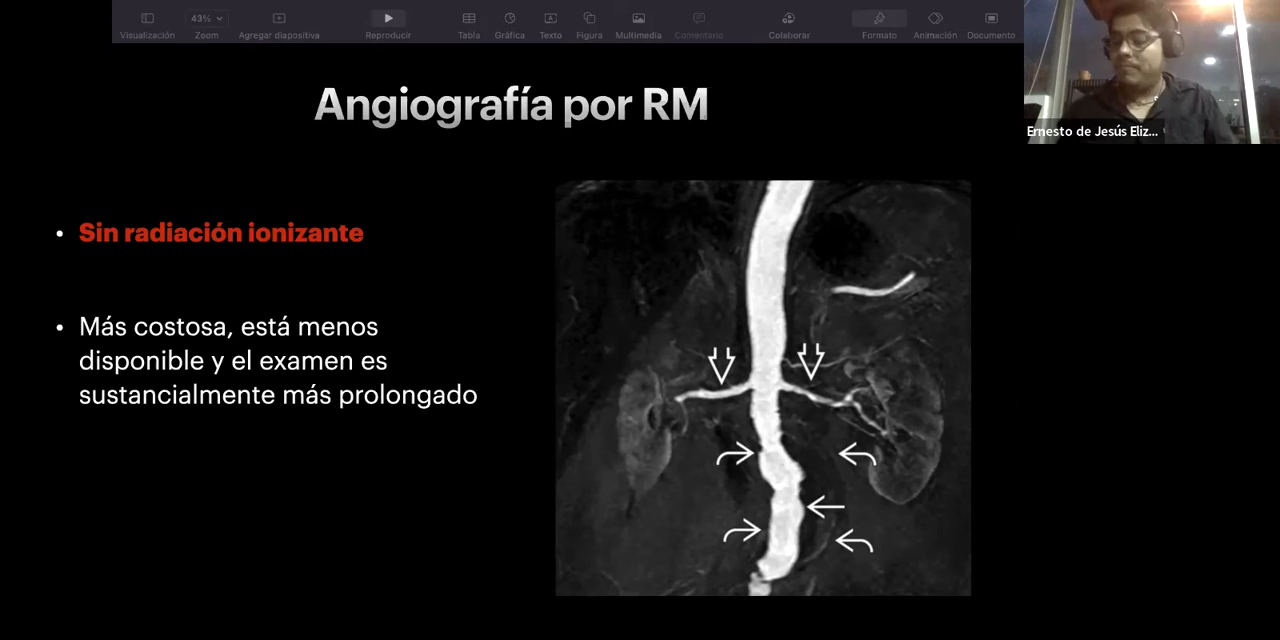 43%
Visualización Zoom Agregar diapositiva Reproducir Tabla Gráfica Texto Figura Multimedia Comentario Colaborar Formato Animación Documento
Angiografía por RM
Ernesto de Jesús Eliz...
• Sin radiación ionizante
• Más costosa, está menos
disponible y el examen es
sustancialmente más prolongado